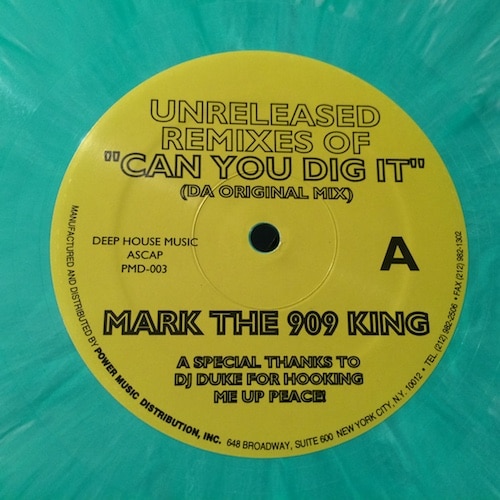 UNRELEASED
REMIXES OF
"CAN YOU DIG IT"
(DA ORIGINAL MIX)
DEEP HOUSE MUSIC
ASCAP
PMD-003
A
MARK THE 909 KING
A SPECIAL THANKS TO
DJ DUKE FOR HOOKING
ME UP PEACE!
MANUFACTURED AND DISTRIBUTED BY POWER MUSIC DISTRIBUTION, INC. 648 BROADWAY, SUITE 600 NEW YORK CITY, N.Y. 10012 • TEL (212) 982-2506 • FAX (212) 982-1302